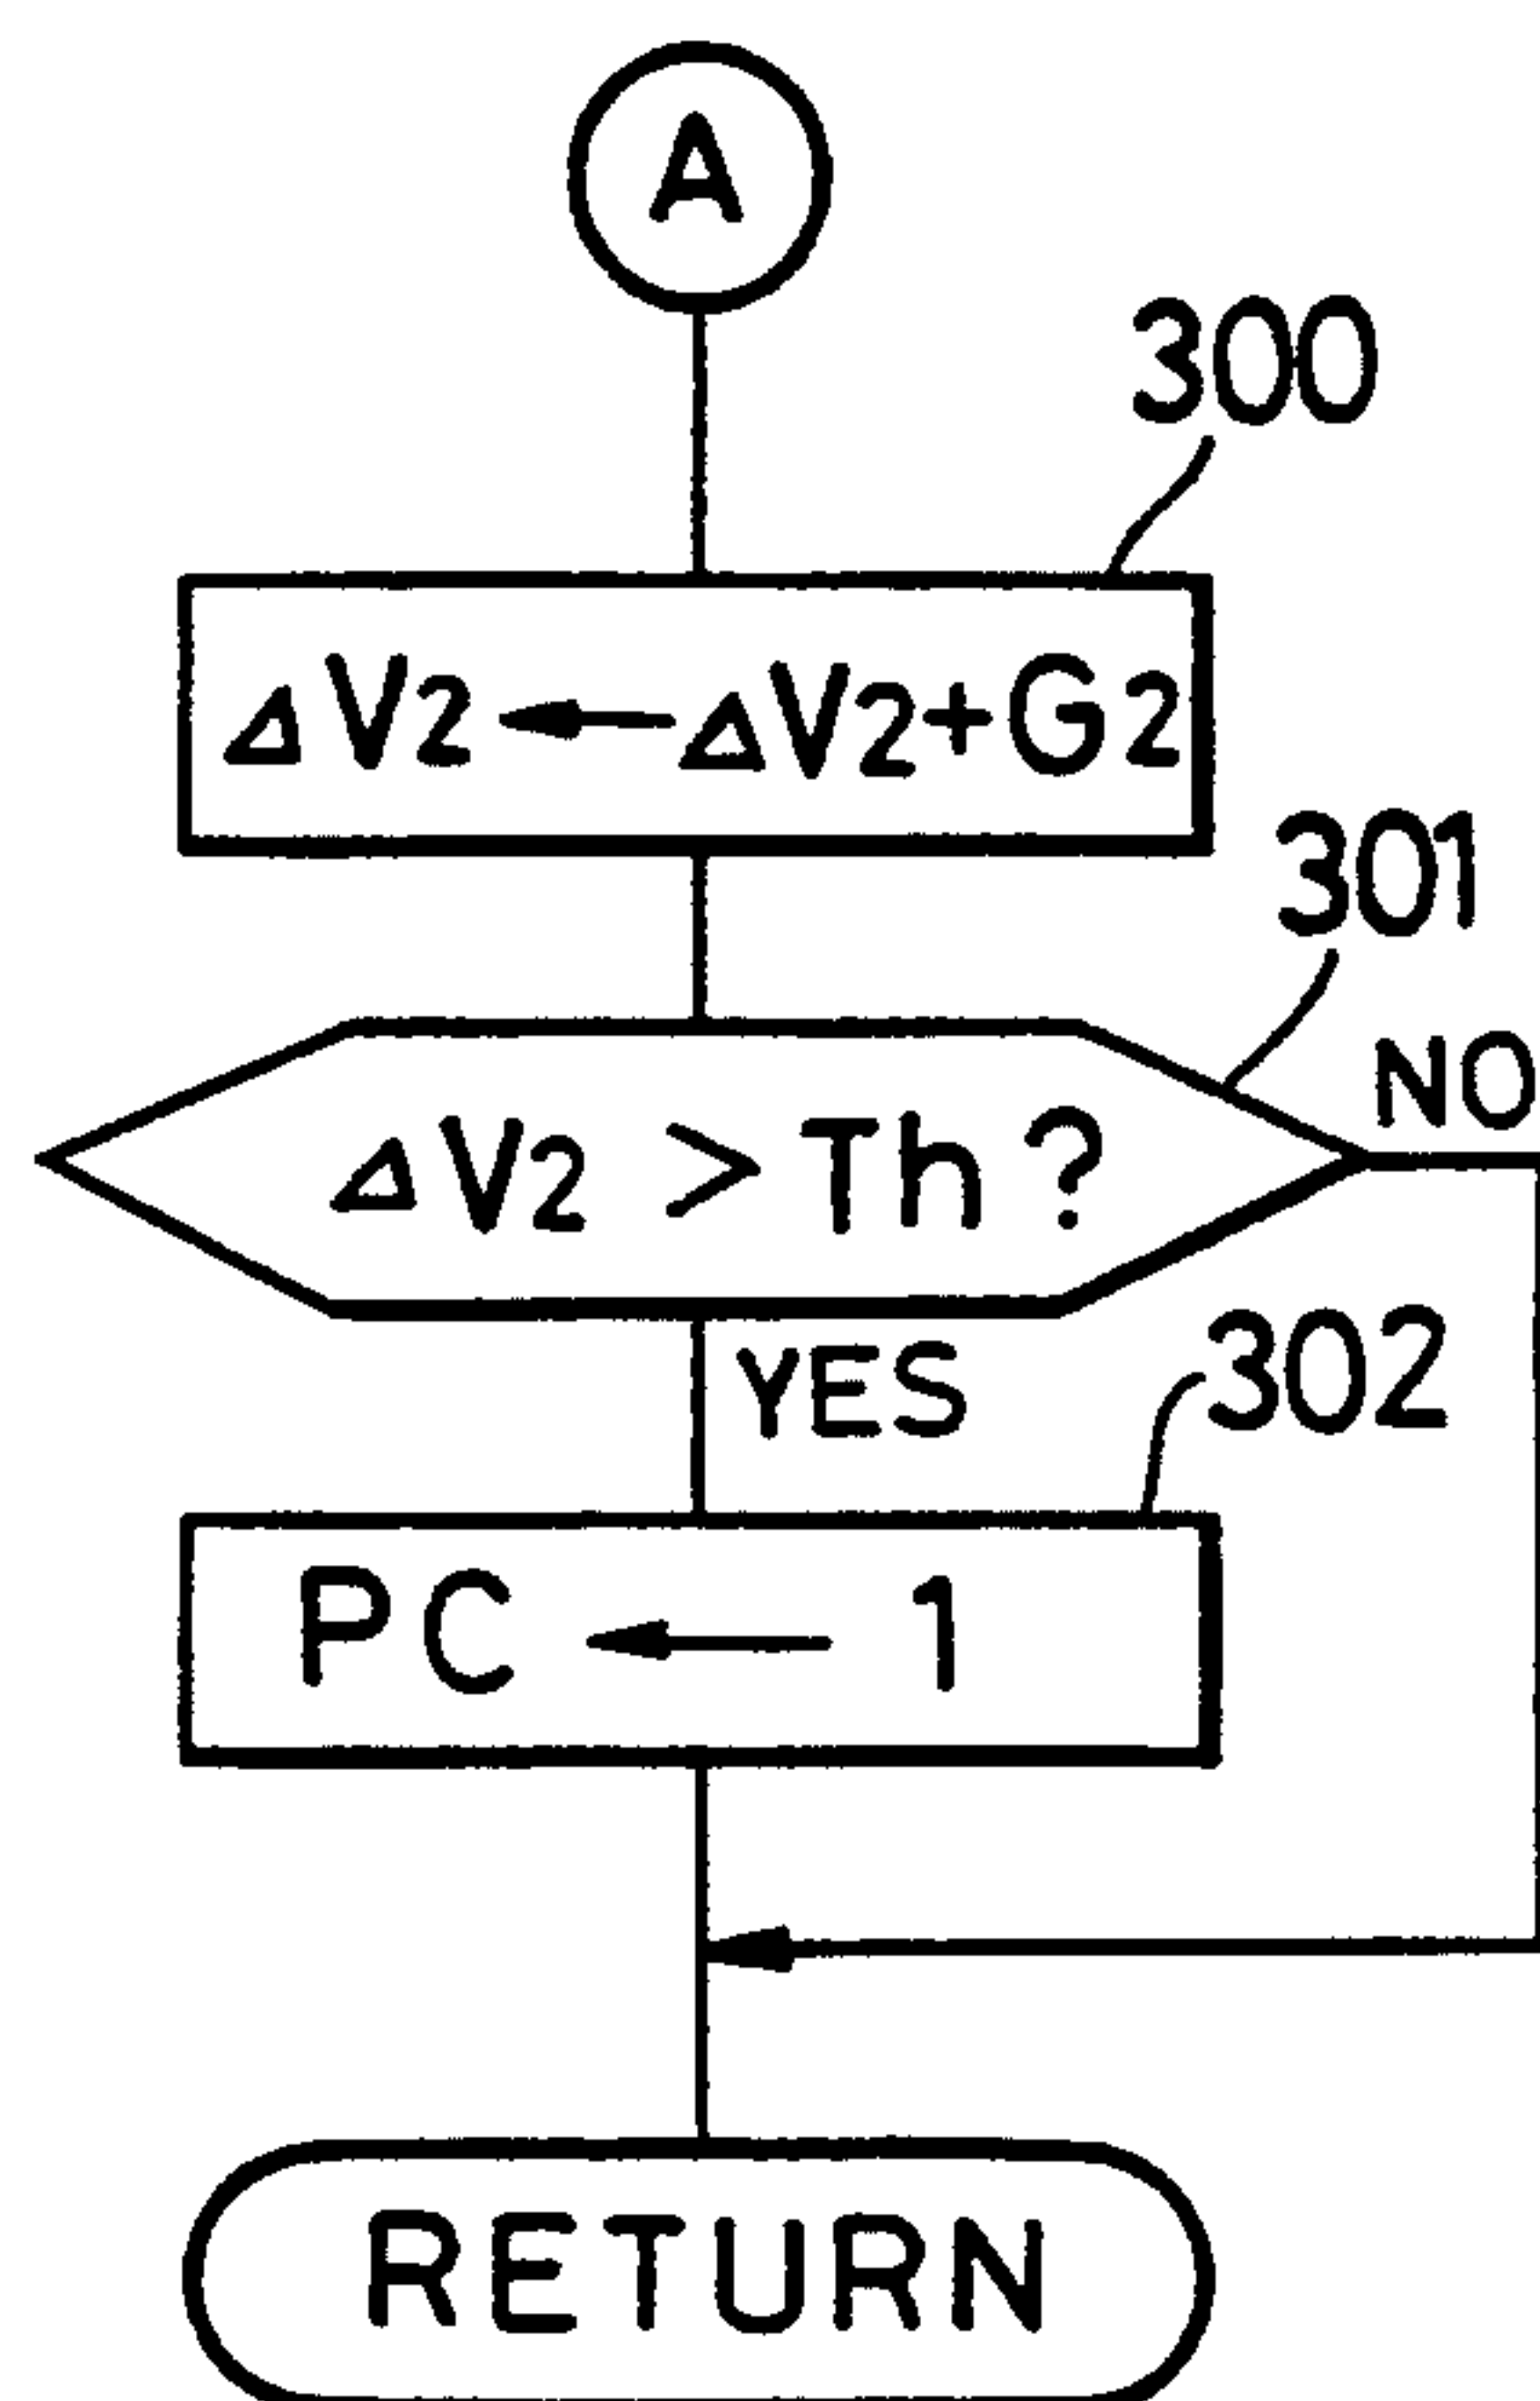 A
300
ΔV2 ← ΔV2+G2
301
NO
ΔV2 > Th?
YES
302
PC ← 1
RETURN